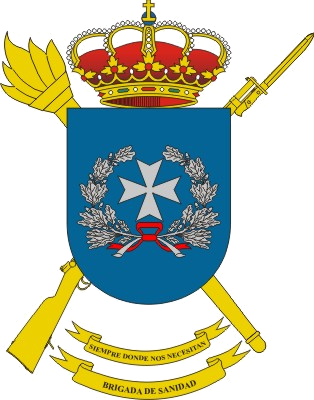 SIEMPRE DONDE NOS NECESITAN
BRIGADA DE SANIDAD